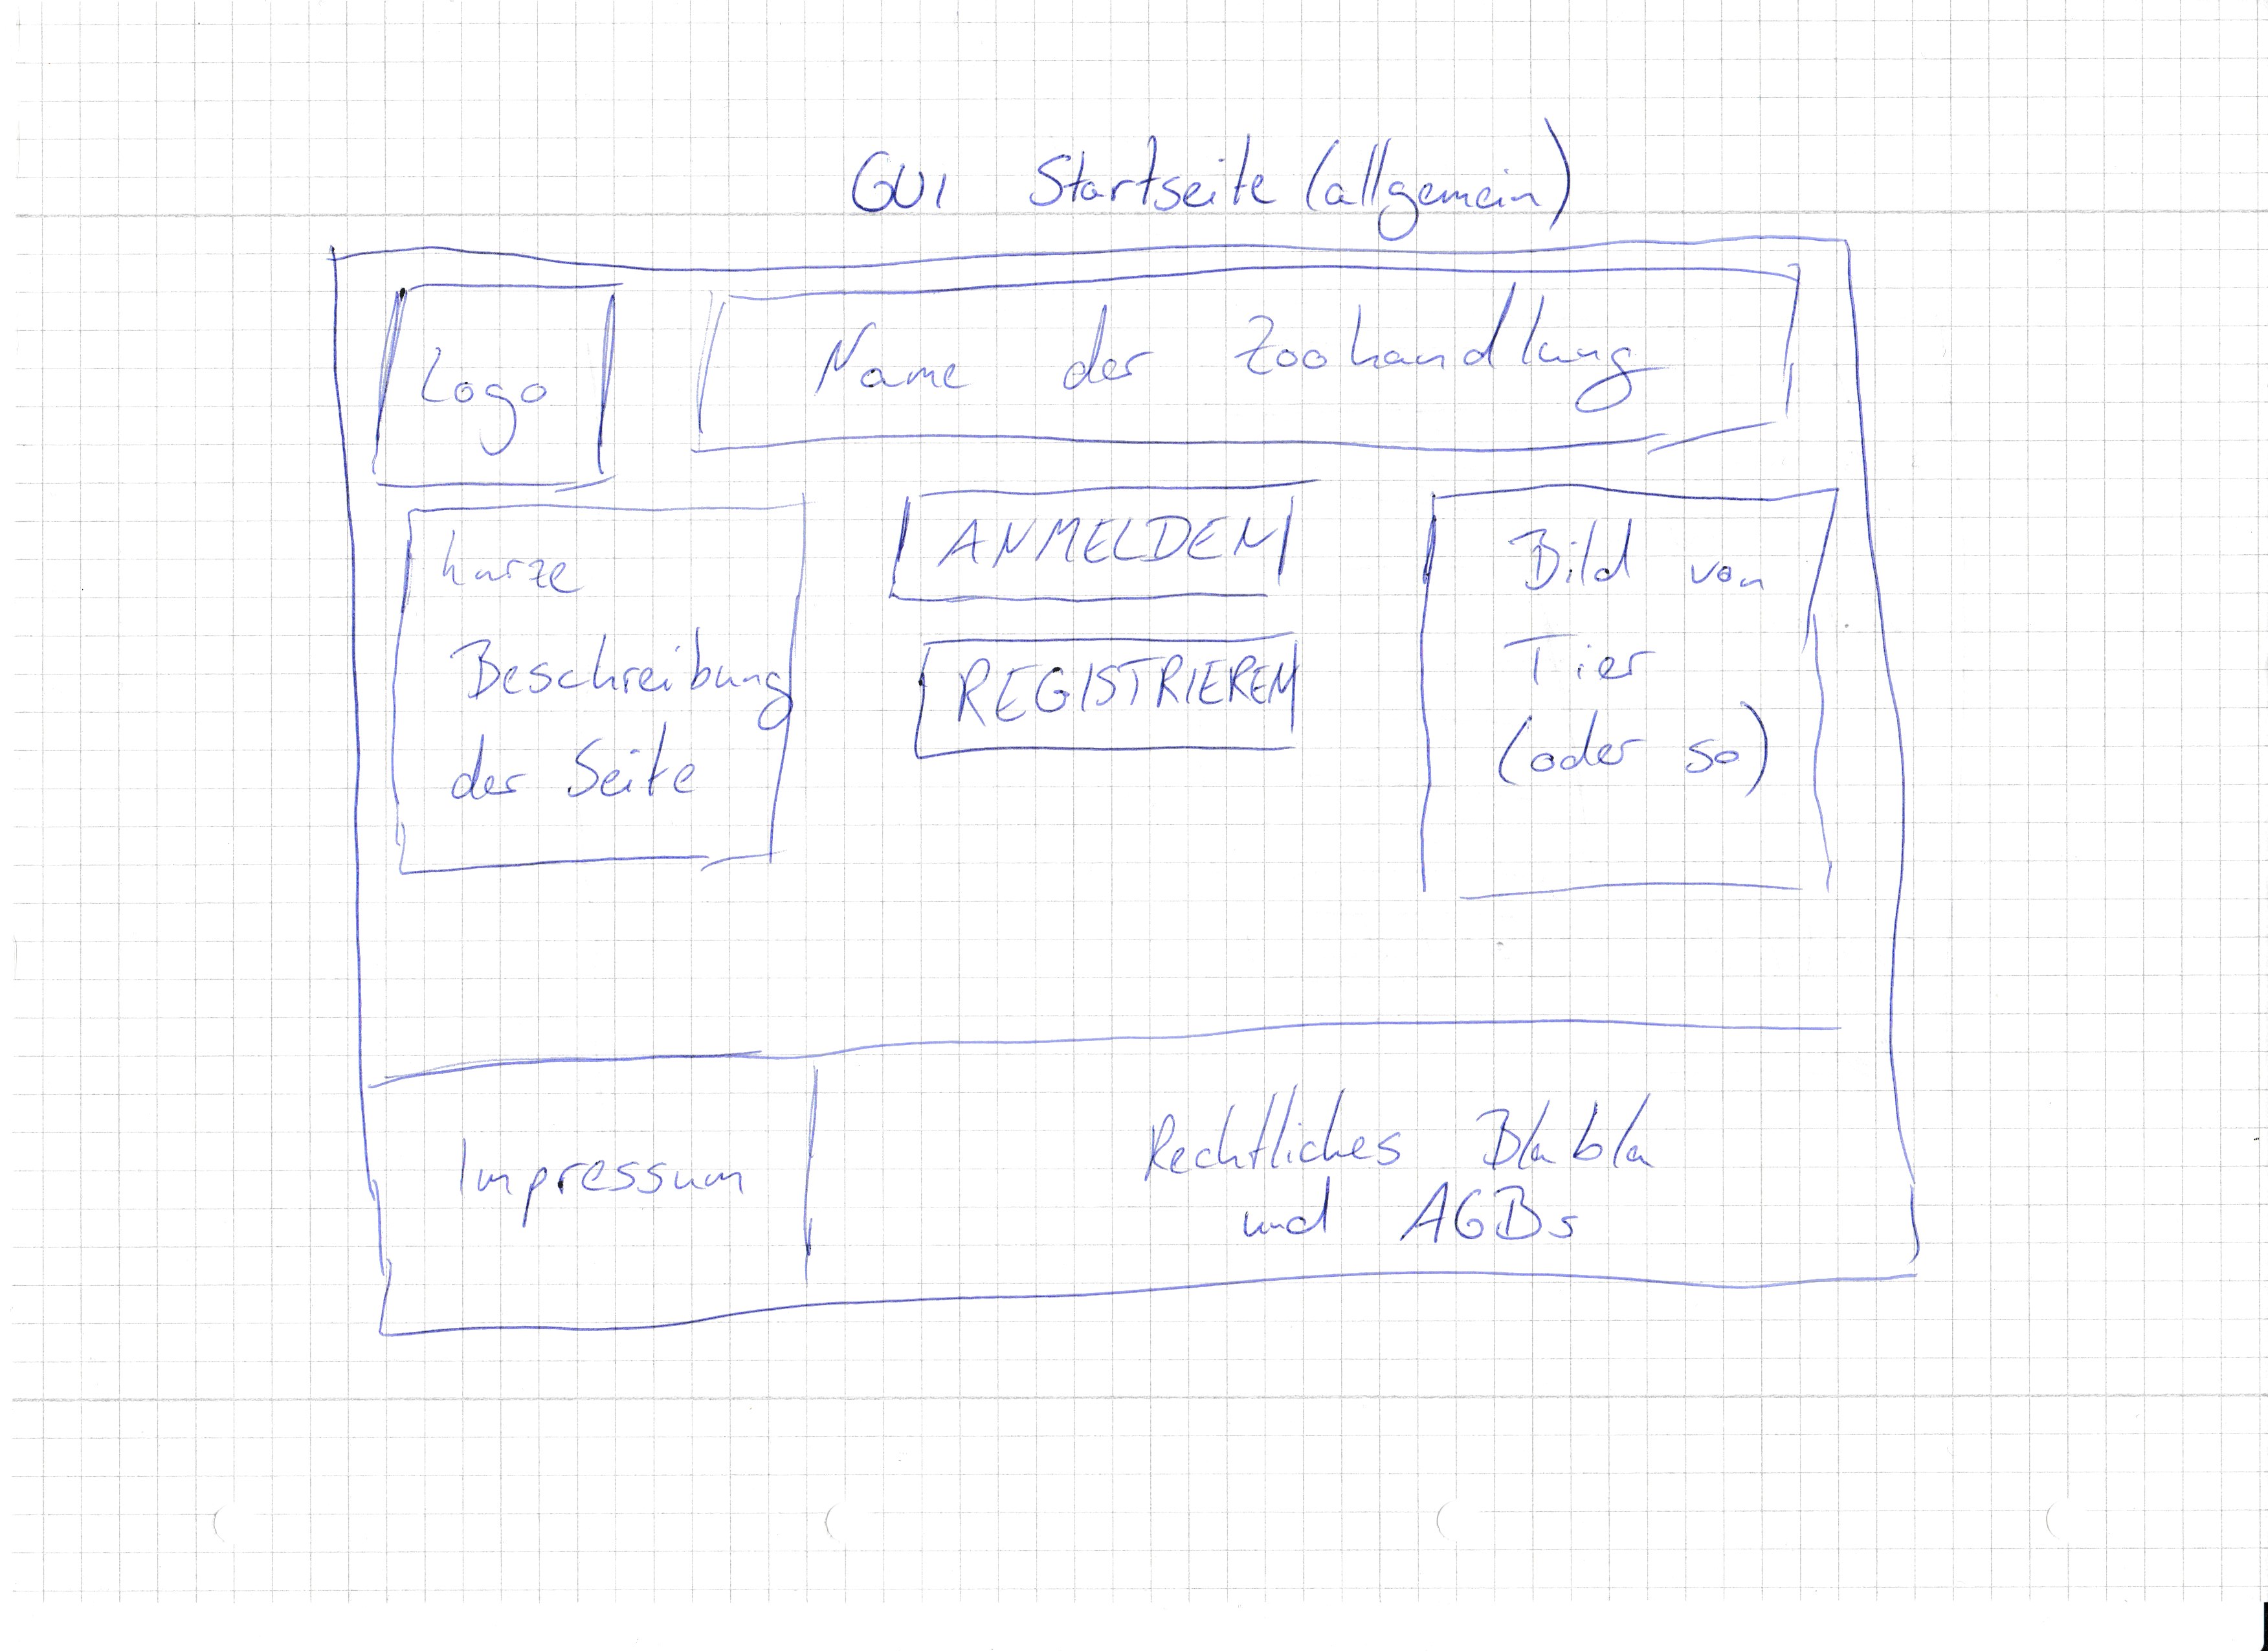 GUI Startseite (allgemein)
Logo
Name der Zoohandlung
kurze
Beschreibung
der Seite
ANMELDEN
REGISTRIEREN
Bild von
Tier
(oder so)
Impressum
Rechtliches Blabla
und AGBs